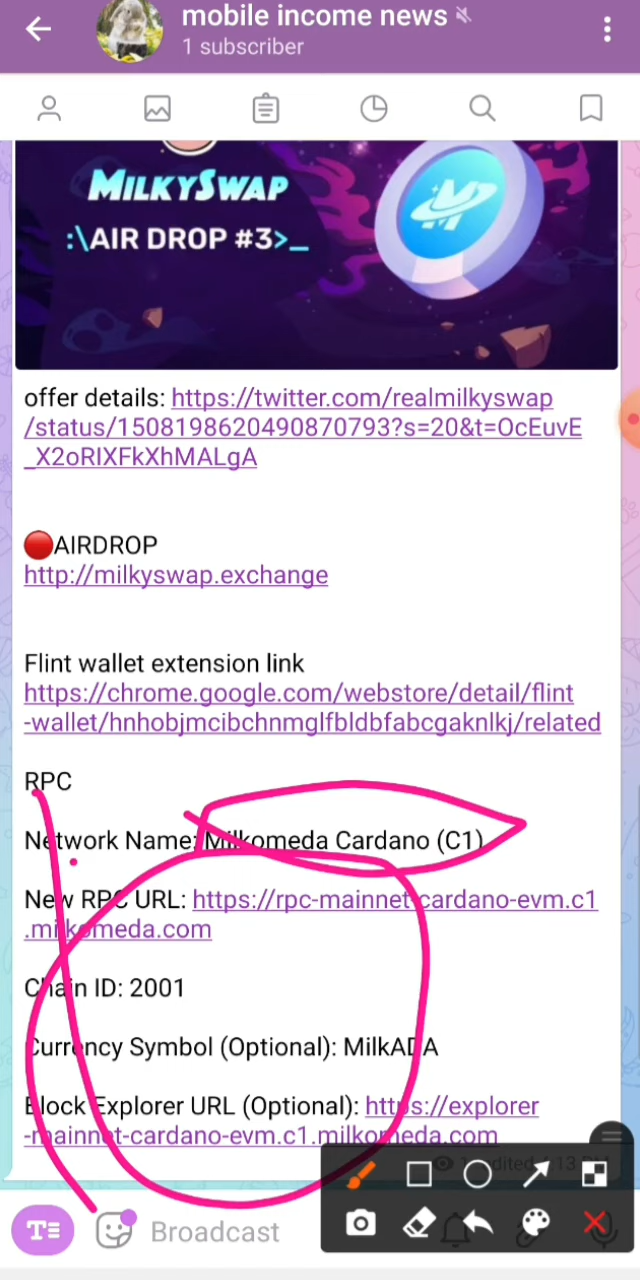 mobile income news
1 subscriber
MILKYSWAP
:\AIR DROP #3>_
offer details: https://twitter.com/realmilkyswap
/status/1508198620490870793?s=20&t=OcEuvE
_X2oRIXFkXhMALgA
🔴AIRDROP
http://milkyswap.exchange
Flint wallet extension link
https://chrome.google.com/webstore/detail/flint
-wallet/hnhobjmcibchnmglfbldbfabcgaknlkj/related
RPC
Network Name: Milkomeda Cardano (C1)
New RPC URL: https://rpc-mainnet-cardano-evm.c1
.milkomeda.com
Chain ID: 2001
Currency Symbol (Optional): MilkADA
Block Explorer URL (Optional): https://explorer
-mainnet-cardano-evm.c1.milkomeda.com
Broadcast